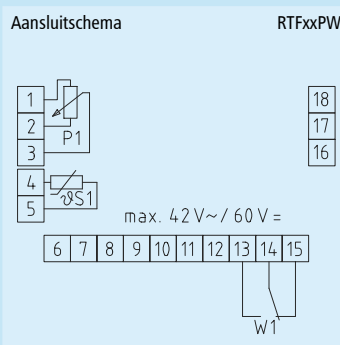 Aansluitschema RTFxxPW
1 18
2 P1 17
3 16
4
5 ϑS1
max. 42V~/ 60V=
6 7 8 9 10 11 12 13 14 15
W1